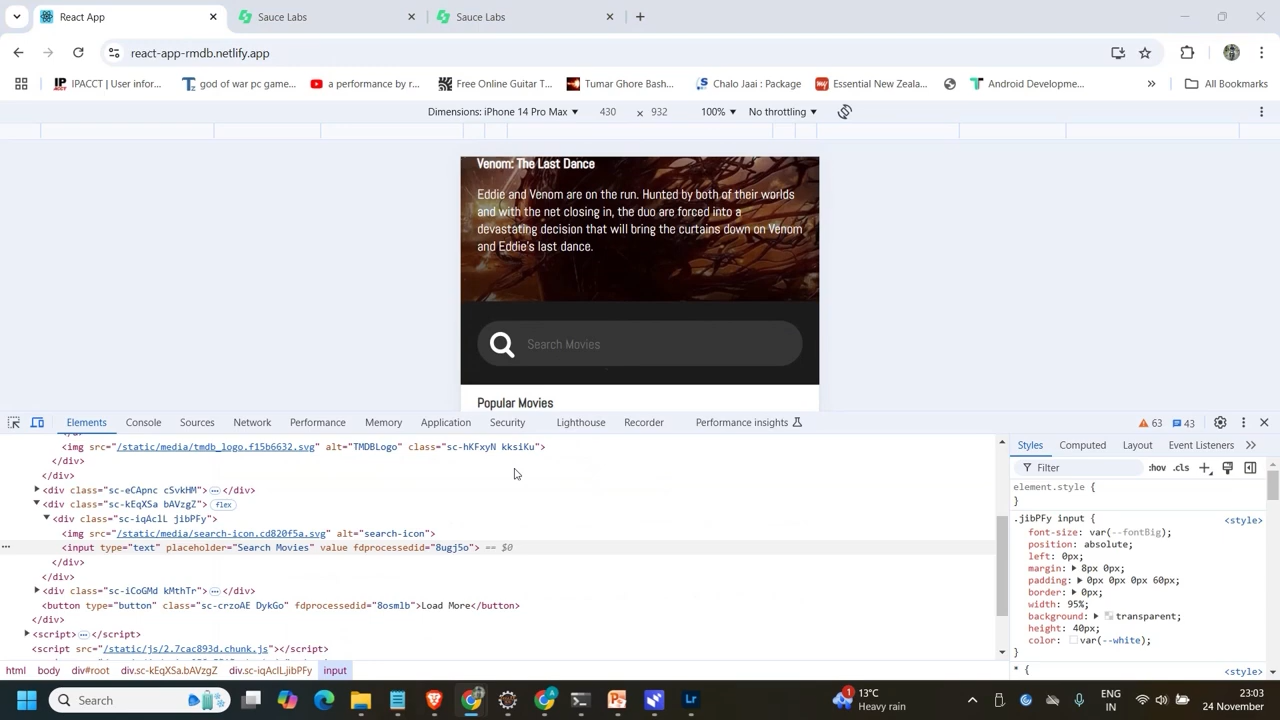 React App
Sauce Labs
Sauce Labs
react-app-rmdb.netlify.app
IPACCT | User infor...
god of war pc game...
a performance by r...
Free Online Guitar T...
Tumar Ghore Bash...
Chalo Jaai : Package
Essential New Zeala...
Android Developme...
All Bookmarks
Dimensions: iPhone 14 Pro Max
430 × 932
100%
No throttling
Venom: The Last Dance
Eddie and Venom are on the run. Hunted by both of their worlds
and with the net closing in, the duo are forced into a
devastating decision that will bring the curtains down on Venom
and Eddie's last dance.
Search Movies
Popular Movies
Elements Console Sources Network Performance Memory Application Security Lighthouse Recorder Performance insights
63 43
<img src="/static/media/tmdb_logo.f15b6632.svg" alt="TMDBLogo" class="sc-hKFxyN kksiKu">
</div>
</div>
<div class="sc-eCApnc cSvkHM"> ... </div>
<div class="sc-kEqXSa bAVzgZ"> flex
<div class="sc-iqAclL jibPFy">
<img src="/static/media/search-icon.cd820f5a.svg" alt="search-icon">
<input type="text" placeholder="Search Movies" value fdprocessedid="8ugj5o"> == $0
</div>
</div>
<div class="sc-iCoGMd kMthTr"> ... </div>
<button type="button" class="sc-crzoAE DykGo" fdprocessedid="8osmlb">Load More</button>
</div>
<script> ... </script>
<script src="/static/js/2.7cac893d.chunk.js"></script>
html body div#root div.sc-kEqXSa.bAVzgZ div.sc-iqAclL.jibPFy input
Styles Computed Layout Event Listeners
Filter :hov .cls
element.style {
}
.jibPFy input { <style>
font-size: var(--fontBig);
position: absolute;
left: 0px;
margin: 8px 0px;
padding: 0px 0px 0px 60px;
border: 0px;
width: 95%;
background: transparent;
height: 40px;
color: var(--white);
}
* { <style>
Search
1
13°C
Heavy rain
ENG
IN
23:03
24 November